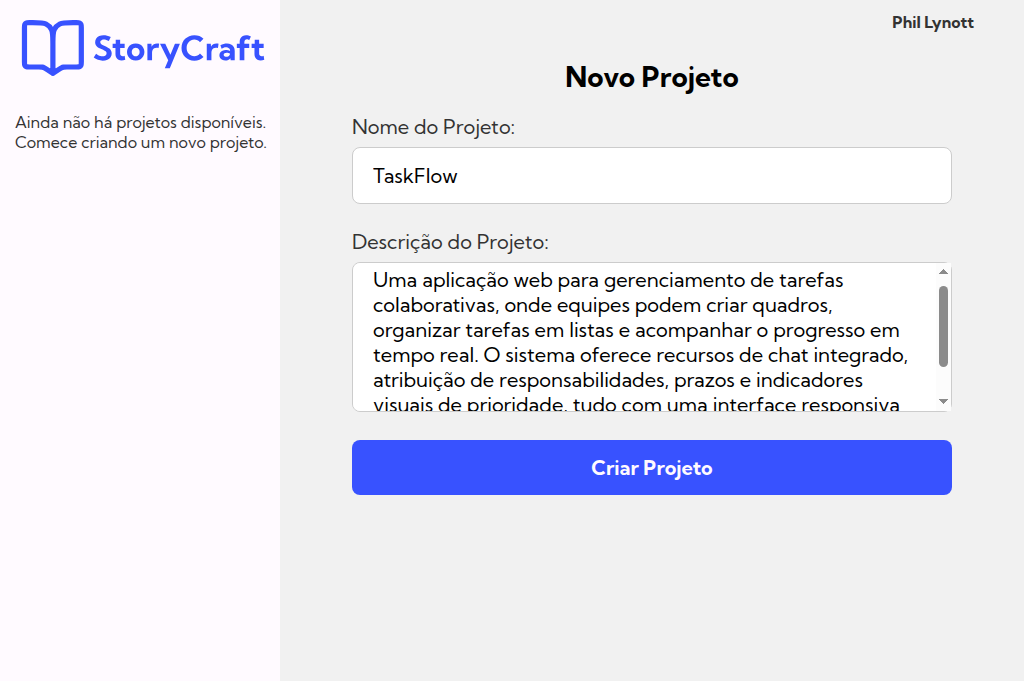 StoryCraft
Ainda não há projetos disponíveis.
Comece criando um novo projeto.
Phil Lynott
Novo Projeto
Nome do Projeto:
TaskFlow
Descrição do Projeto:
Uma aplicação web para gerenciamento de tarefas
colaborativas, onde equipes podem criar quadros,
organizar tarefas em listas e acompanhar o progresso em
tempo real. O sistema oferece recursos de chat integrado,
atribuição de responsabilidades, prazos e indicadores
visuais de prioridade, tudo com uma interface responsiva
Criar Projeto